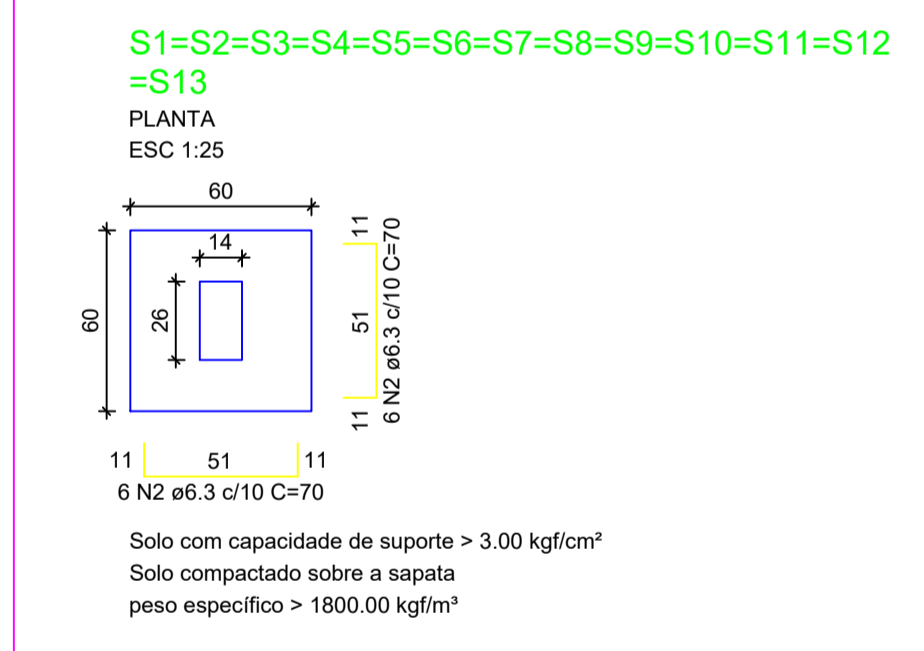 S1=S2=S3=S4=S5=S6=S7=S8=S9=S10=S11=S12
=S13
PLANTA
ESC 1:25
60
14
60
26
11
51
11
6 N2 ø6.3 c/10 C=70
11 51 11
6 N2 ø6.3 c/10 C=70
Solo com capacidade de suporte > 3.00 kgf/cm²
Solo compactado sobre a sapata
peso específico > 1800.00 kgf/m³